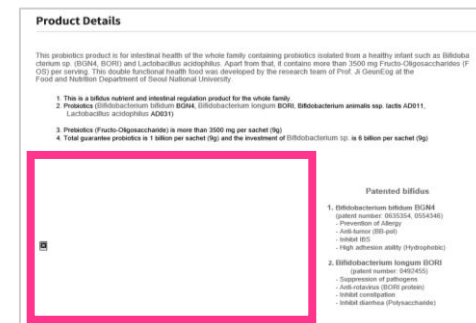 Product Details
This probiotics product is for intestinal health of the whole family containing probiotics isolated from a healthy infant such as Bifidoba
cterium sp. (BGN4, BORI) and Lactobacillus acidophilus. Apart from that, it contains more than 3500 mg Fructo-Oligosaccharides (F
OS) per serving. This double functional health food was developed by the research team of Prof. Ji GeunEog at the
Food and Nutrition Department of Seoul National University
1. This is a bifidus nutrient and intestinal regulation product for the whole family
2. Probiotics (Bifidobacterium bifidum BGN4, Bifidobacterium longum BORI, Bifidobacterium animalis ssp. lactis AD011,
Lactobacillus acidophilus AD031)
3. Prebiotics (Fructo-Oligosaccharide) is more than 3500 mg per sachet (9g)
4. Total guarantee probiotics is 1 billion per sachet (9g) and the investment of Bifidobacterium sp. is 6 billion per sachet (9g)
Patented bifidus
1. Bifidobacterium bifidum BGN4
(patent number: 0635354, 0554346)
- Prevention of Allergy
- Anti-tumor (BB-pol)
- Inhibit IBS
- High adhesion ability (Hydrophobic)
2. Bifidobacterium longum BORI
(patent number: 0492455)
- Suppression of pathogens
- Anti-rotavirus (BORI protein)
- Inhibit constipation
- Inhibit diarrhea (Polysaccharide)